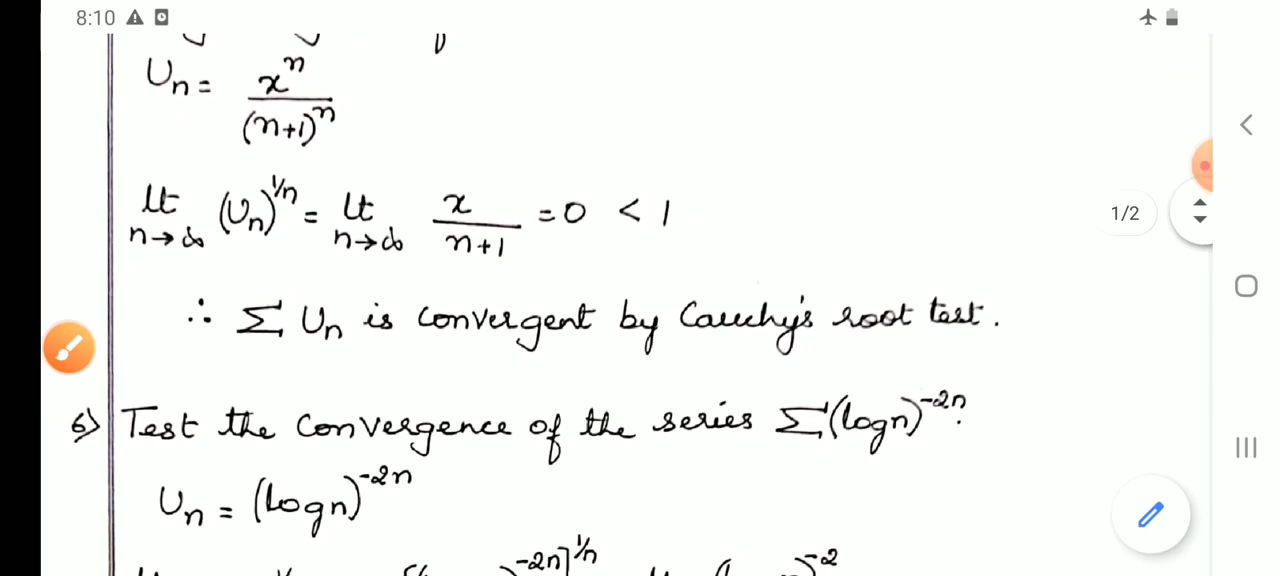 8:10
Un = x^n / (n+1)^n
lt n→∞ (Un)^1/n = lt n→∞ x / n+1 = 0 < 1
1/2
∴ Σ Un is convergent by Cauchy's root test.
6) Test the convergence of the series Σ(logn)^-2n.
Un = (logn)^-2n